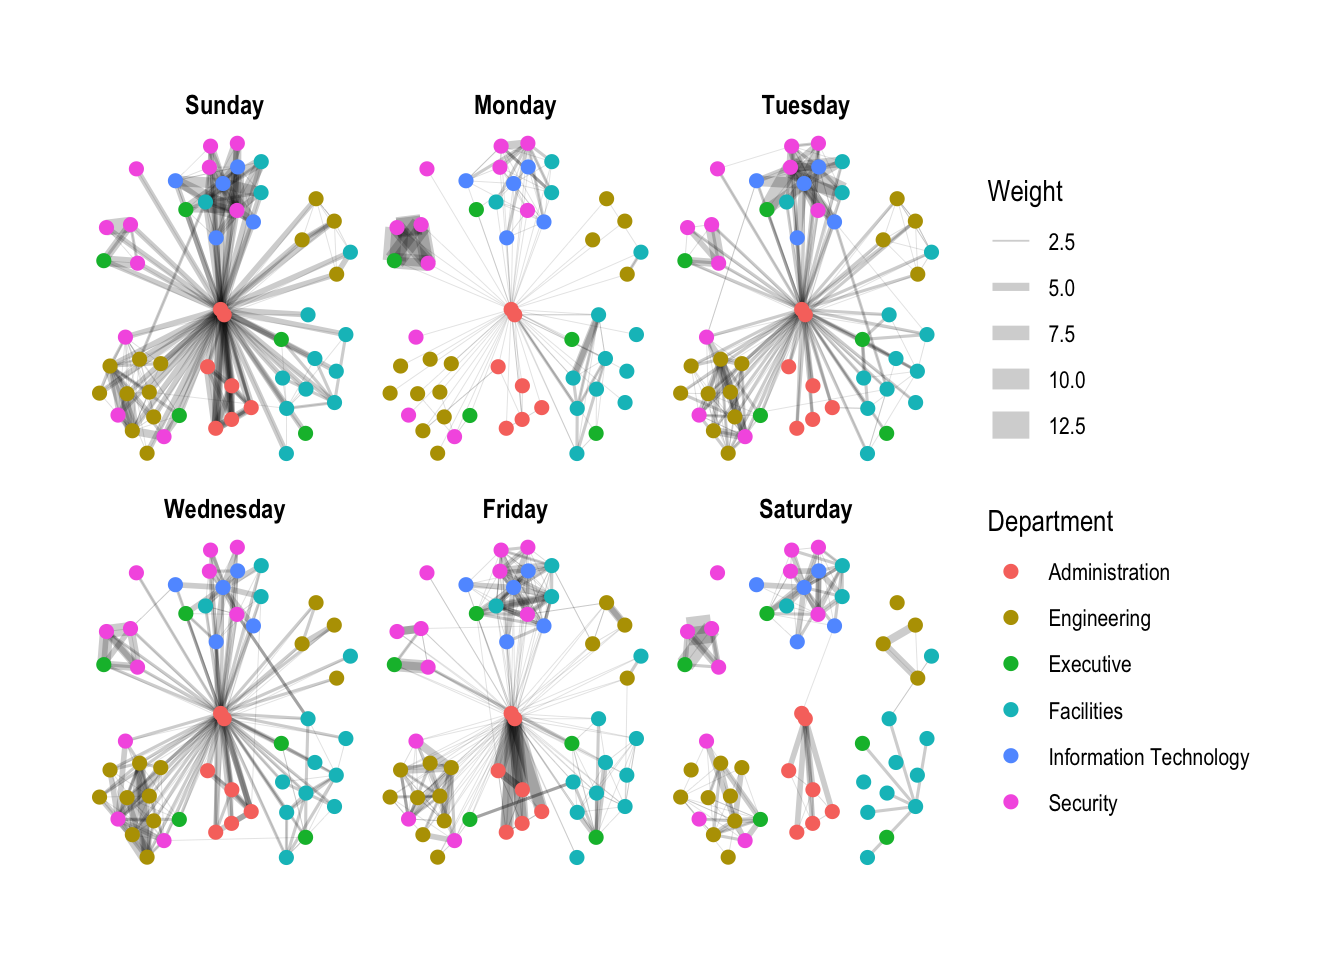 Sunday
Monday
Tuesday
Wednesday
Friday
Saturday
Weight
2.5
5.0
7.5
10.0
12.5
Department
Administration
Engineering
Executive
Facilities
Information Technology
Security